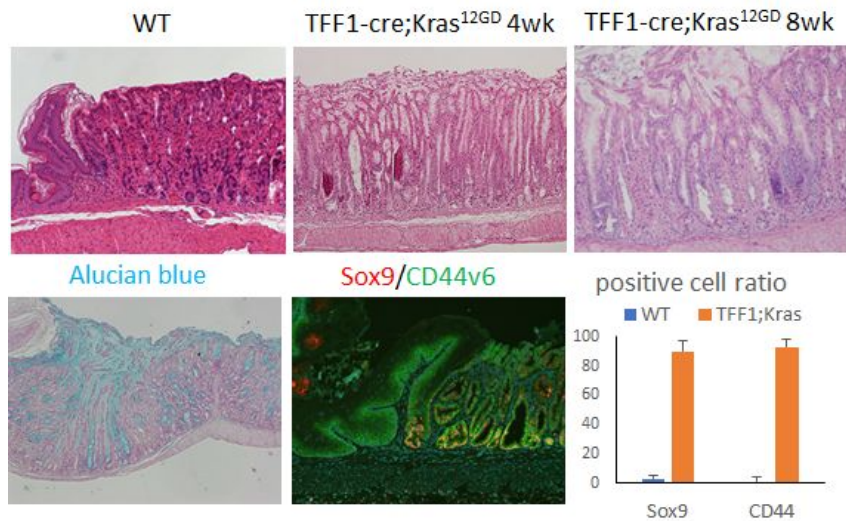 WT
TFF1-cre;Kras12GD 4wk
TFF1-cre;Kras12GD 8wk
Alucian blue
Sox9/CD44v6
positive cell ratio
WT TFF1;Kras
100
80
60
40
20
0
Sox9 CD44